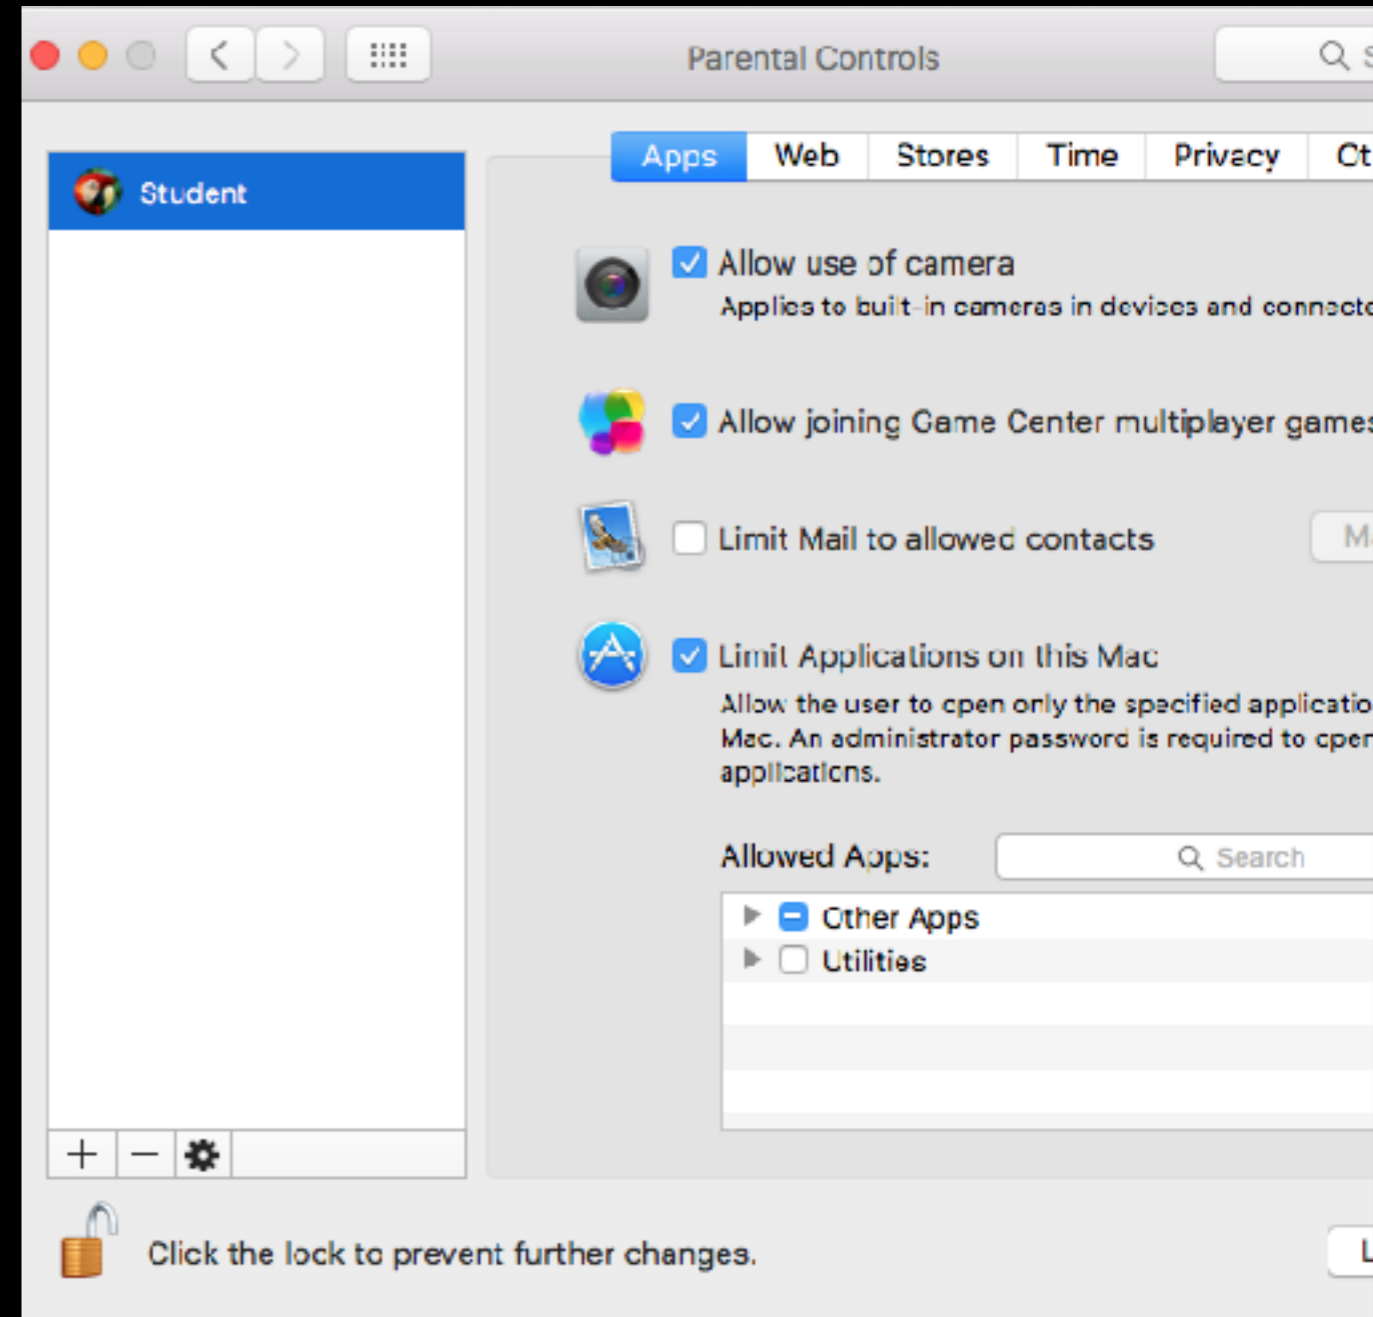 Parental Controls
Apps Web Stores Time Privacy
Student
Allow use of camera
Applies to built-in cameras in devices and
Allow joining Game Center multiplayer games
Limit Mail to allowed contacts
Limit Applications on this Mac
Allow the user to open only the specified
Mac. An administrator password is required to open
applications.
Allowed Apps: Search
Other Apps
Utilities
Click the lock to prevent further changes.